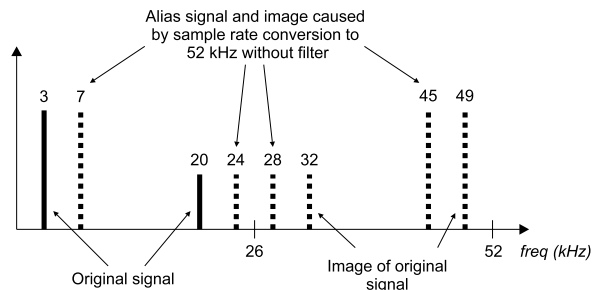 Alias signal and image caused
by sample rate conversion to
52 kHz without filter
3 7 45 49
20 24 28 32
26 52 freq (kHz)
Original signal
Image of original
signal